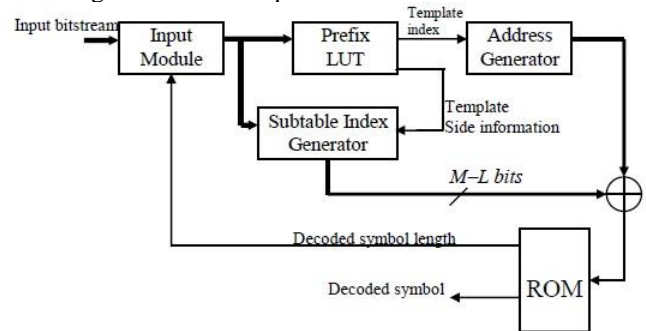 Input bitstream
Input
Module
Prefix
LUT
Template
index
Address
Generator
Template
Side information
Subtable Index
Generator
M–L bits
Decoded symbol length
Decoded symbol
ROM